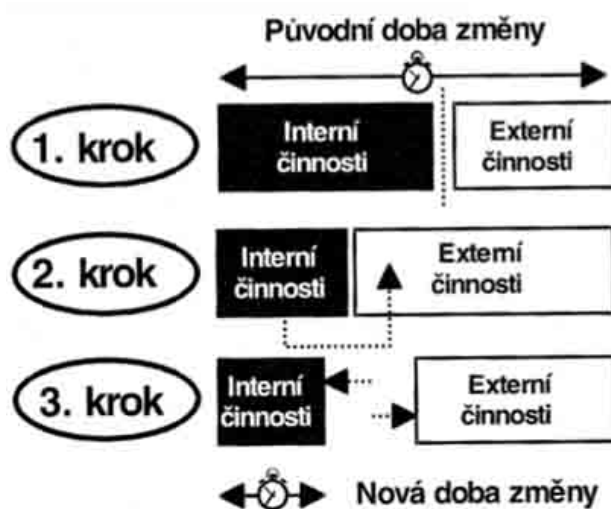 Původní doba změny
1. krok
Interní
činnosti
Externí
činnosti
2. krok
Interní
činnosti
Externí
činnosti
3. krok
Interní
činnosti
Externí
činnosti
Nová doba změny